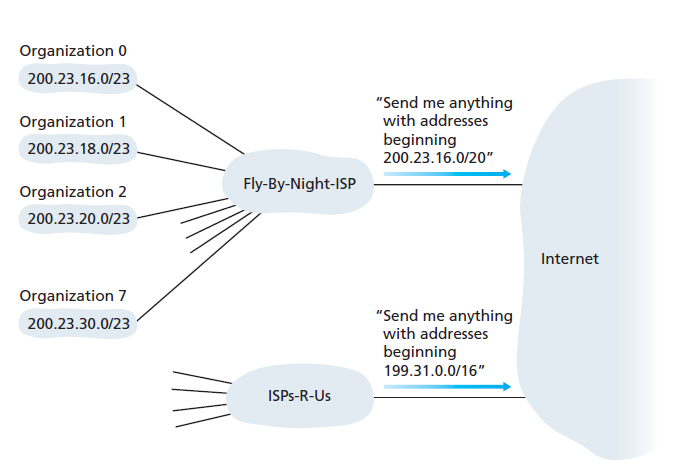 Organization 0
200.23.16.0/23
Organization 1
200.23.18.0/23
Organization 2
200.23.20.0/23
Organization 7
200.23.30.0/23
Fly-By-Night-ISP
“Send me anything
with addresses
beginning
200.23.16.0/20”
ISPs-R-Us
“Send me anything
with addresses
beginning
199.31.0.0/16”
Internet